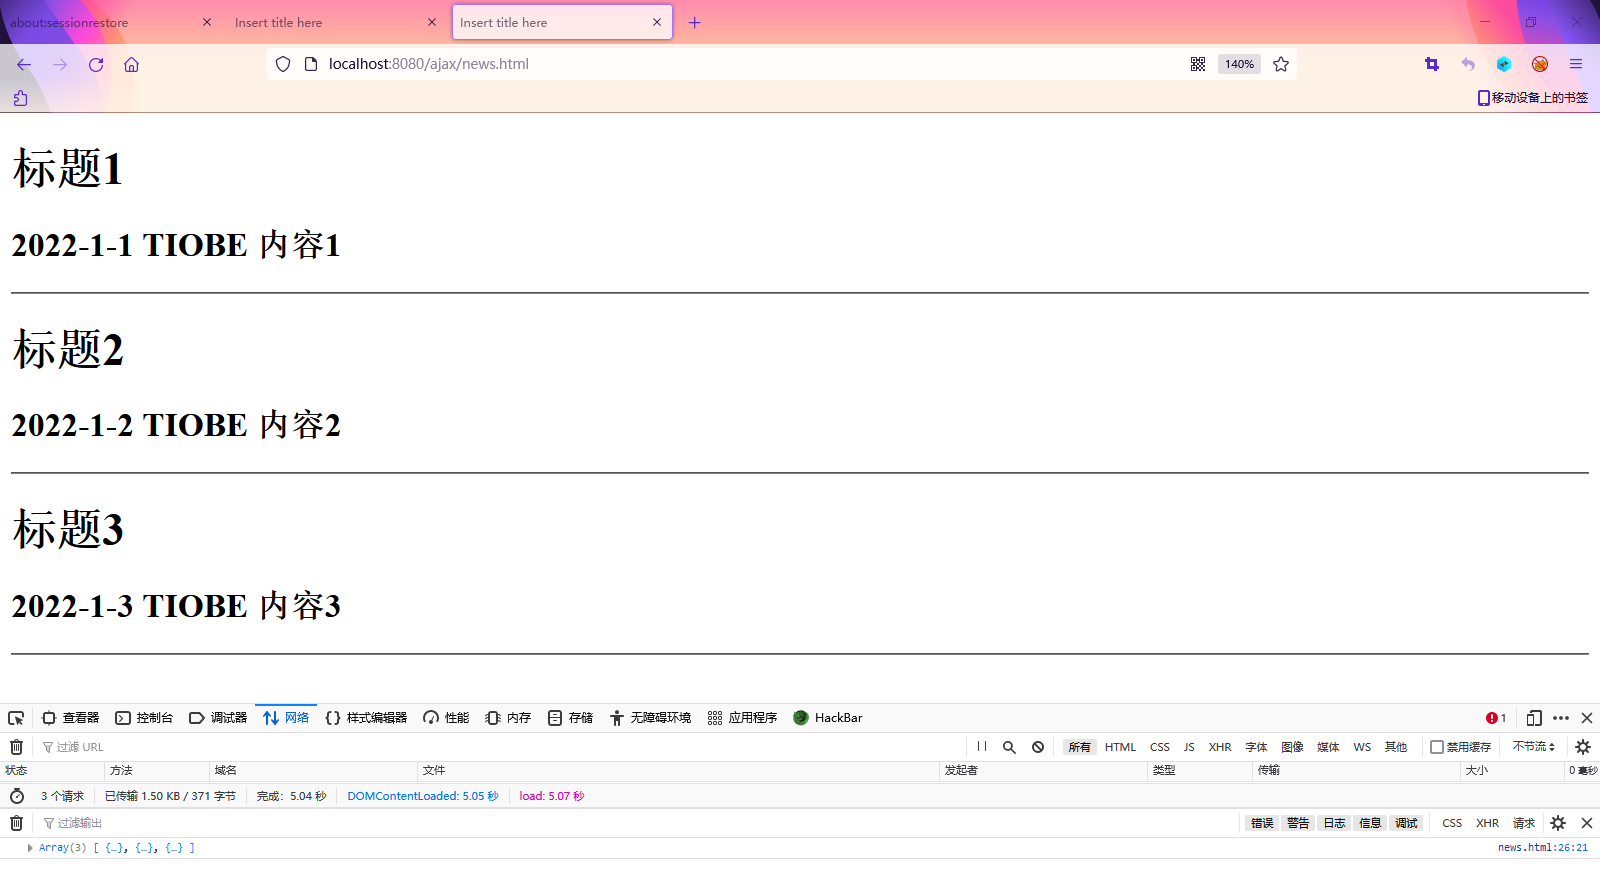 about:sessionrestore
Insert title here
Insert title here
localhost:8080/ajax/news.html
140%
移动设备上的书签
标题1
2022-1-1 TIOBE 内容1
标题2
2022-1-2 TIOBE 内容2
标题3
2022-1-3 TIOBE 内容3
查看器 控制台 调试器 网络 样式编辑器 性能 内存 存储 无障碍环境 应用程序 HackBar 1
过滤 URL 所有 HTML CSS JS XHR 字体 图像 媒体 WS 其他 禁用缓存 不节流
状态 方法 域名 文件 发起者 类型 传输 大小 0 毫秒
3 个请求 已传输 1.50 KB / 371 字节 完成：5.04 秒 DOMContentLoaded: 5.05 秒 load: 5.07 秒
过滤输出 错误 警告 日志 信息 调试 CSS XHR 请求
Array(3) [ {…}, {…}, {…} ] news.html:26:21